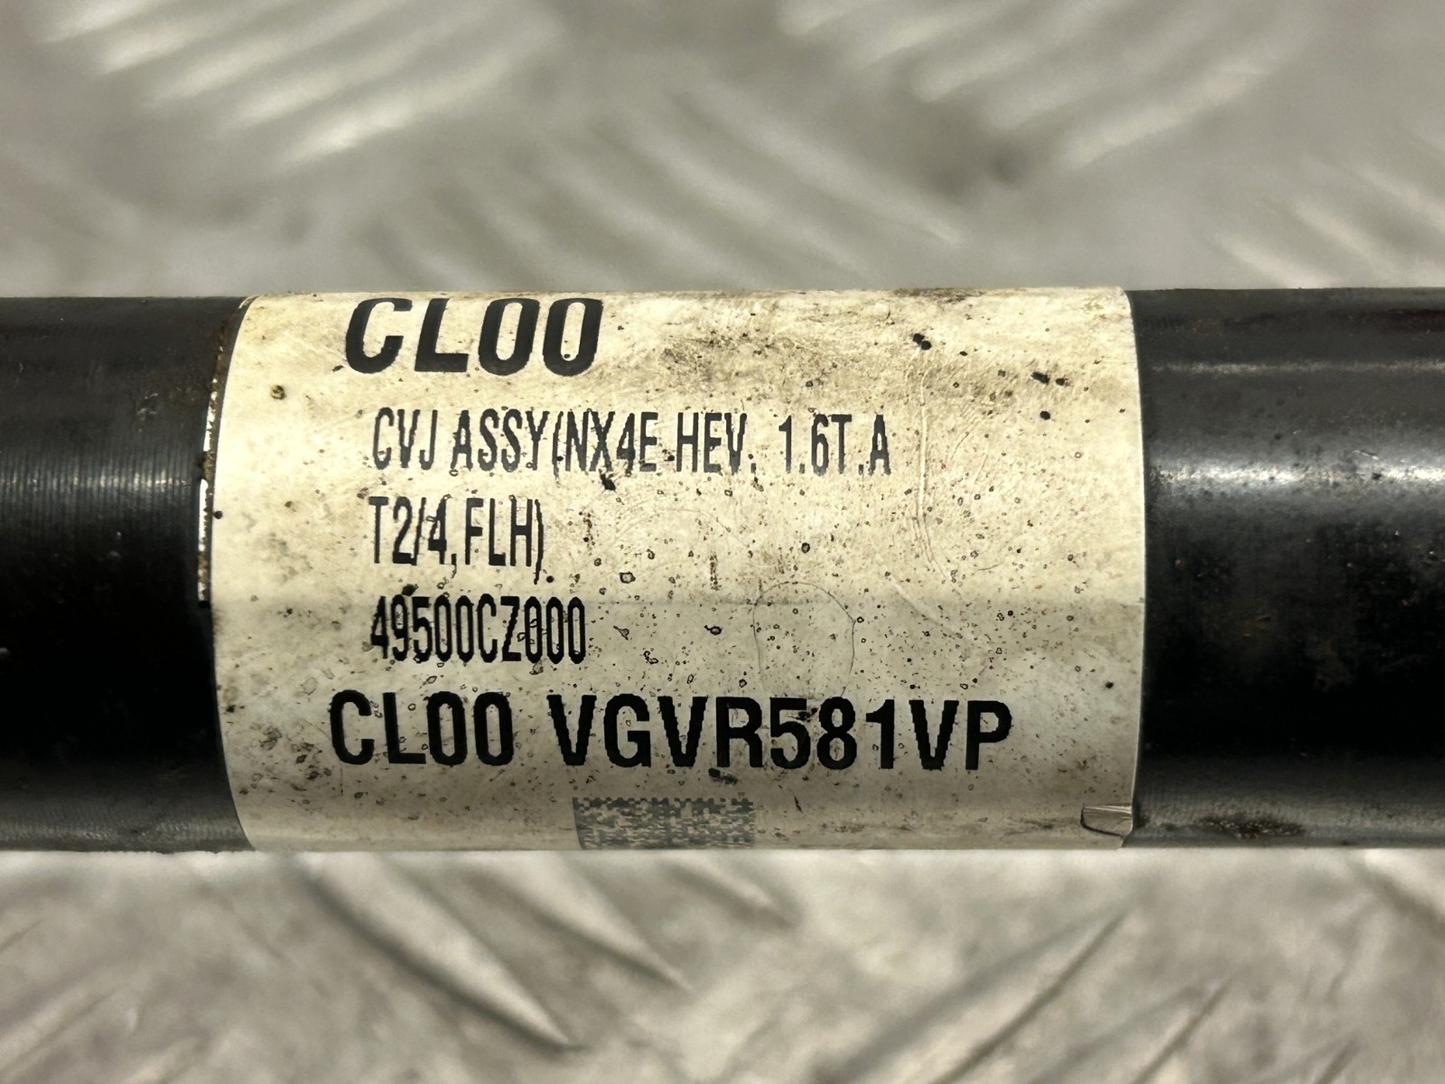 CL00
CVJ ASSY(NX4E HEV, 1.6T.A
T2/4,FLH)
49500CZ000
CL00 VGVR581VP